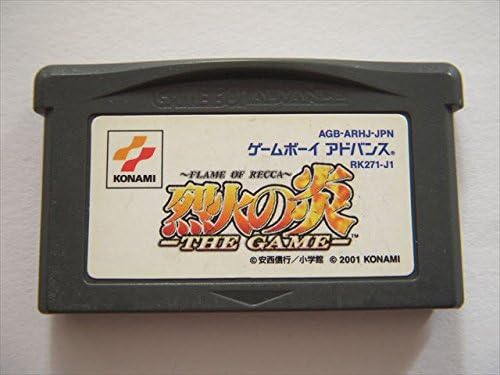 GAME BOY ADVANCE
AGB-ARHJ-JPN
ゲームボーイ アドバンス®
RK271-J1
KONAMI
~FLAME OF RECCA~
烈火の炎
-THE GAME-™
©安西信行/小学館 © 2001 KONAMI